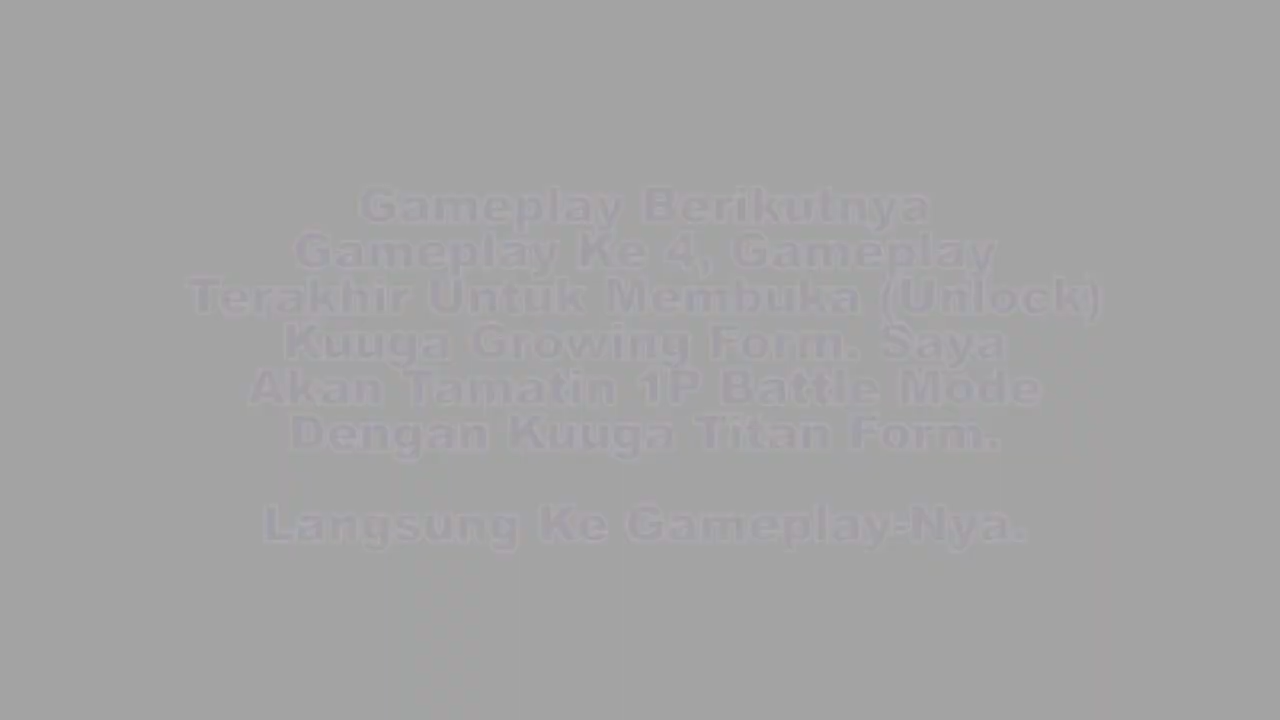 Gameplay Berikutnya
Gameplay Ke 4, Gameplay
Terakhir Untuk Membuka (Unlock)
Kuuga Growing Form. Saya
Akan Tamatin 1P Battle Mode
Dengan Kuuga Titan Form.
Langsung Ke Gameplay-Nya.